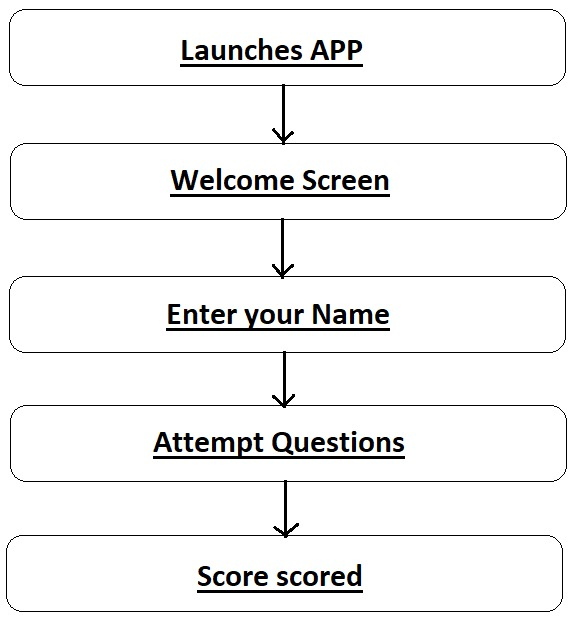 Launches APP
Welcome Screen
Enter your Name
Attempt Questions
Score scored